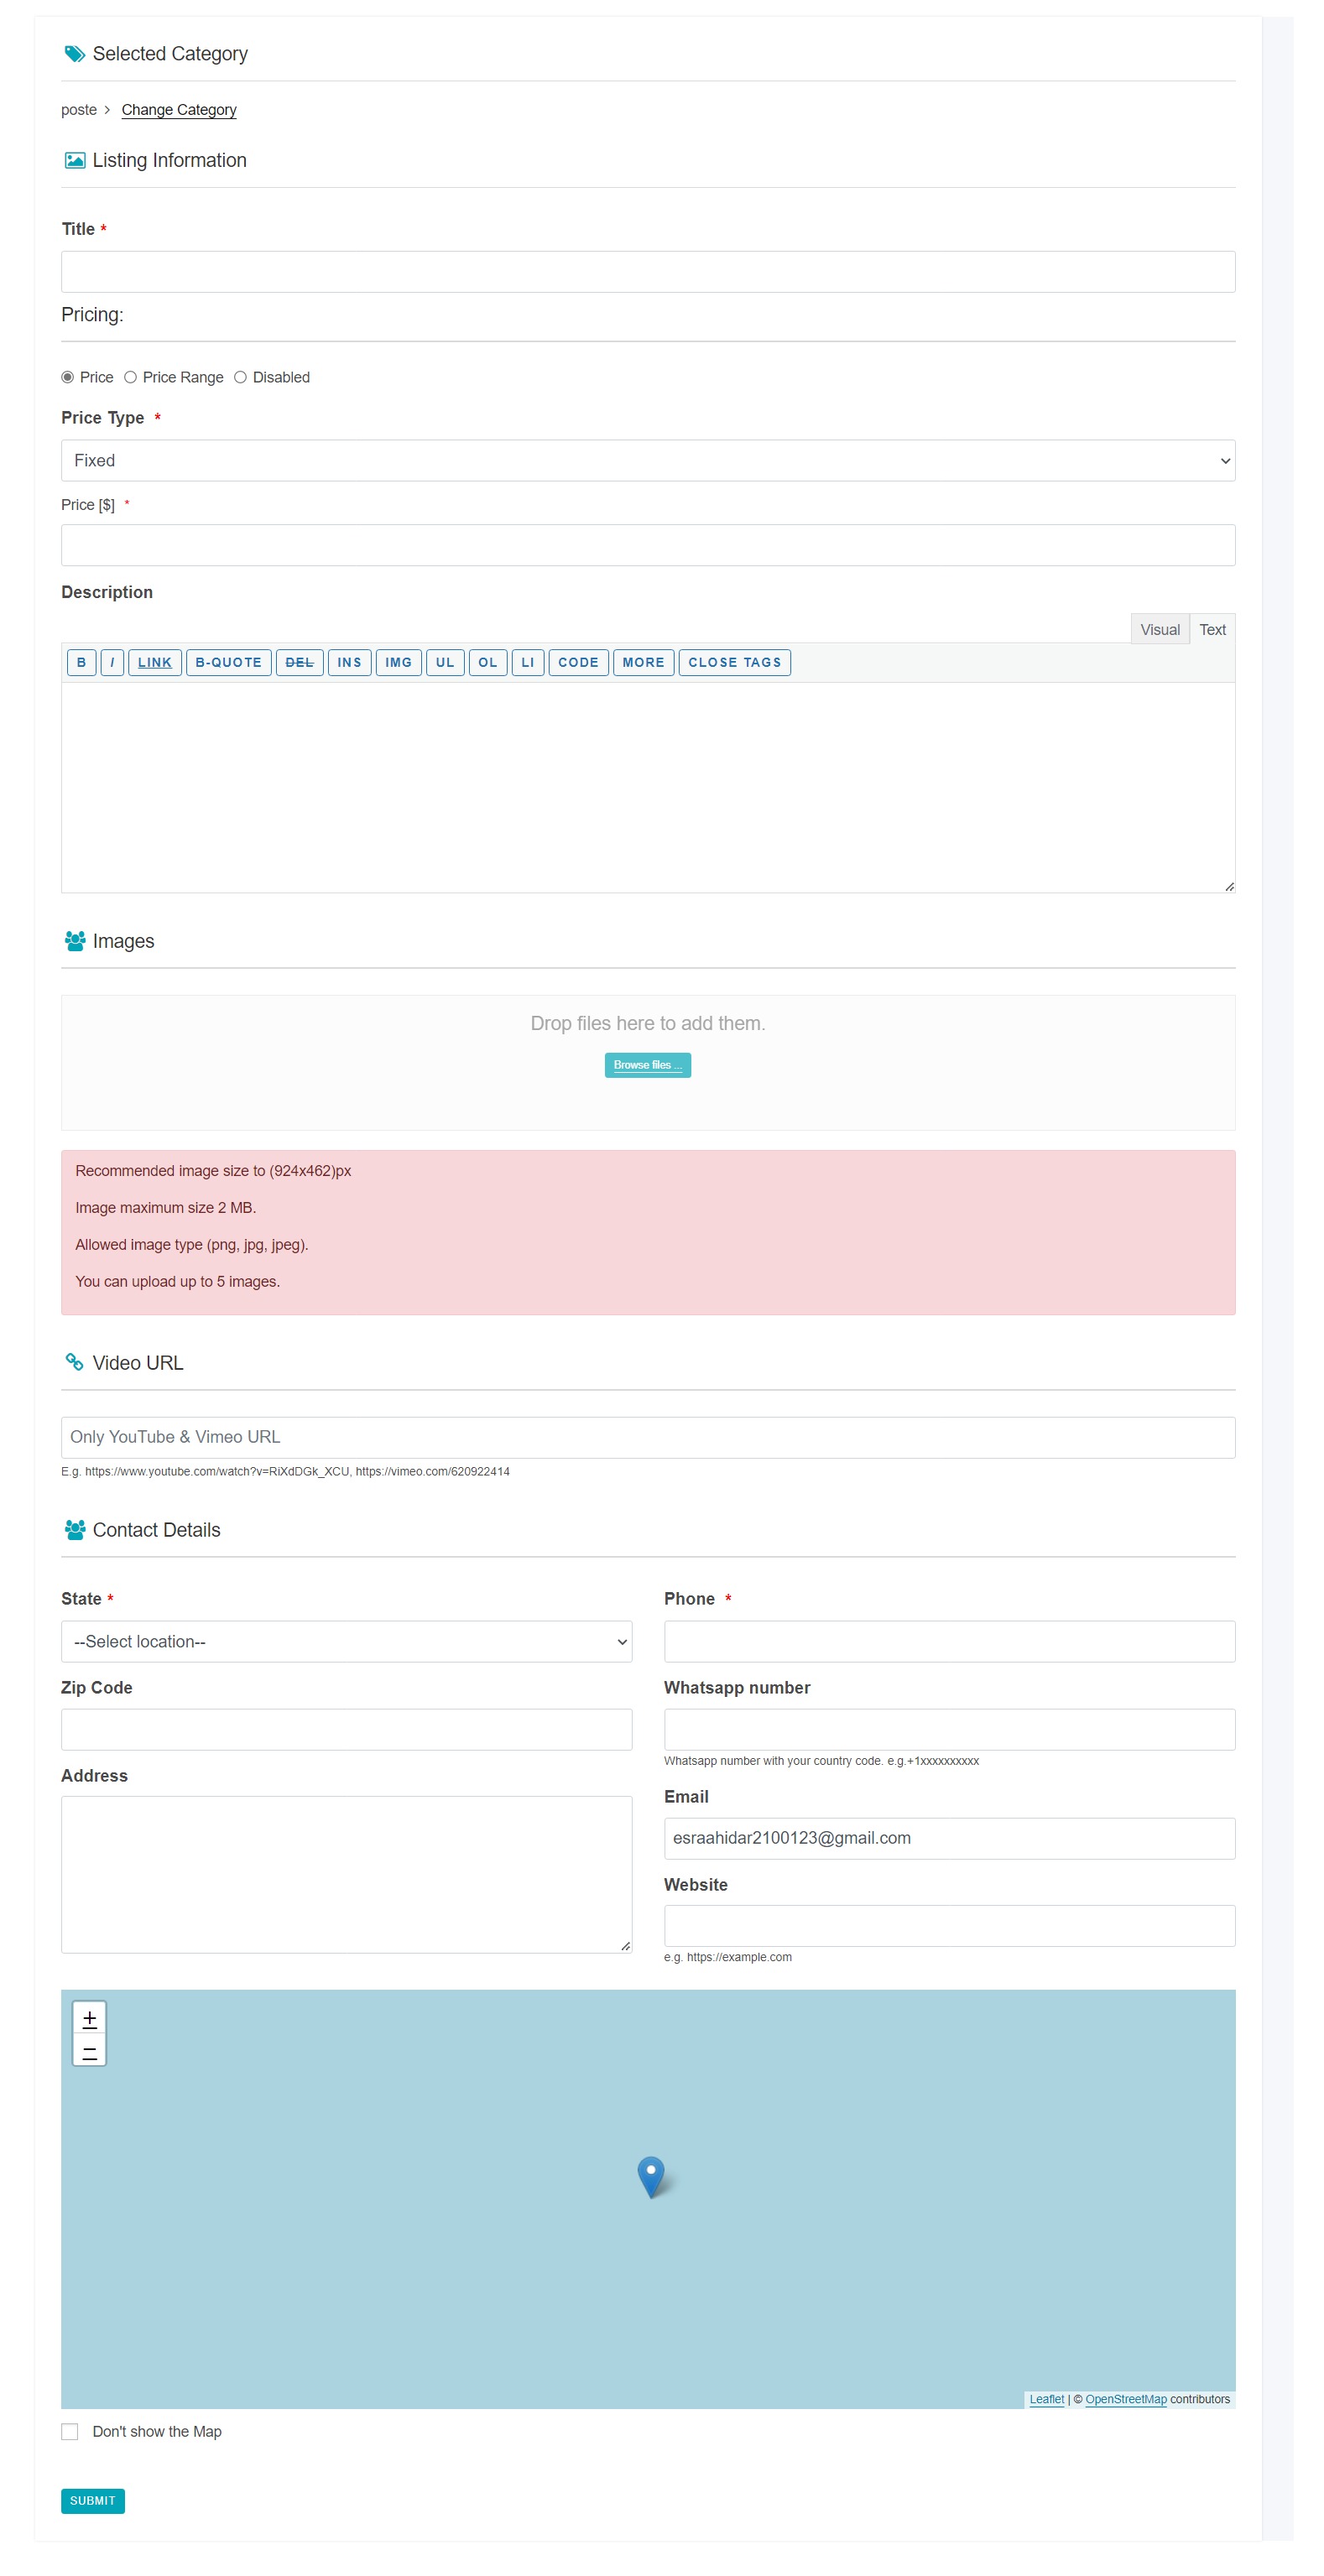 Selected Category
poste > Change Category
Listing Information
Title *
Pricing:
Price Price Range Disabled
Price Type *
Fixed
Price [$] *
Description
Visual Text
B I LINK B-QUOTE DEL INS IMG UL OL LI CODE MORE CLOSE TAGS
Images
Drop files here to add them.
Browse files ...
Recommended image size to (924x462)px
Image maximum size 2 MB.
Allowed image type (png, jpg, jpeg).
You can upload up to 5 images.
Video URL
Only YouTube & Vimeo URL
E.g. https://www.youtube.com/watch?v=RiXdDGk_XCU, https://vimeo.com/620922414
Contact Details
State *
--Select location--
Zip Code
Address
Phone *
Whatsapp number
Whatsapp number with your country code. e.g.+1xxxxxxxxxx
Email
esraahidar2100123@gmail.com
Website
e.g. https://example.com
+
−
Leaflet | © OpenStreetMap contributors
Don't show the Map
SUBMIT